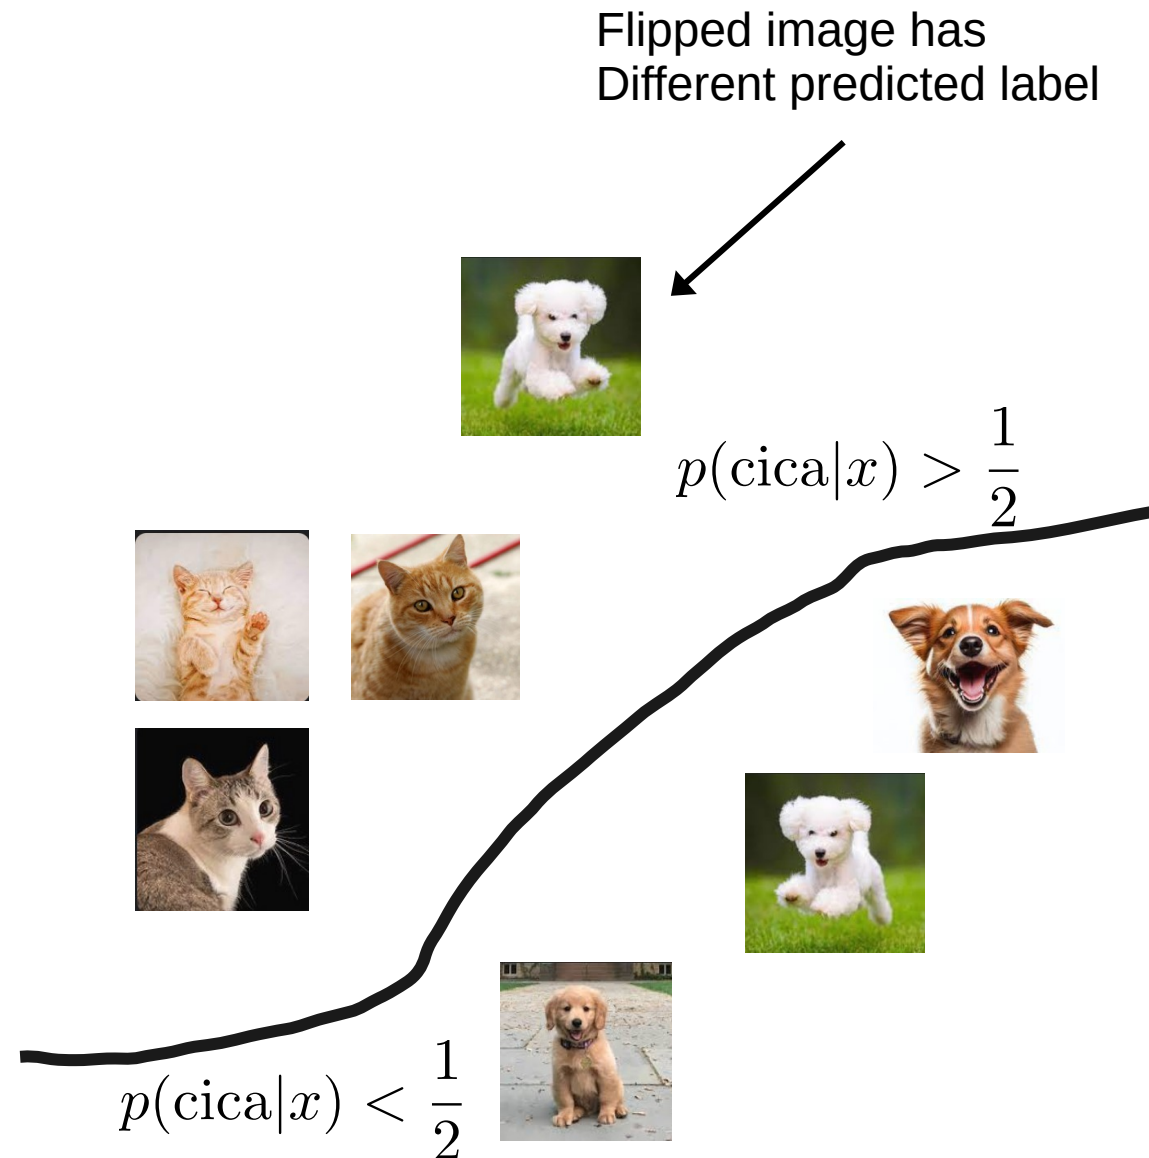 Flipped image has
Different predicted label
p(cica|x) > 1/2
p(cica|x) < 1/2